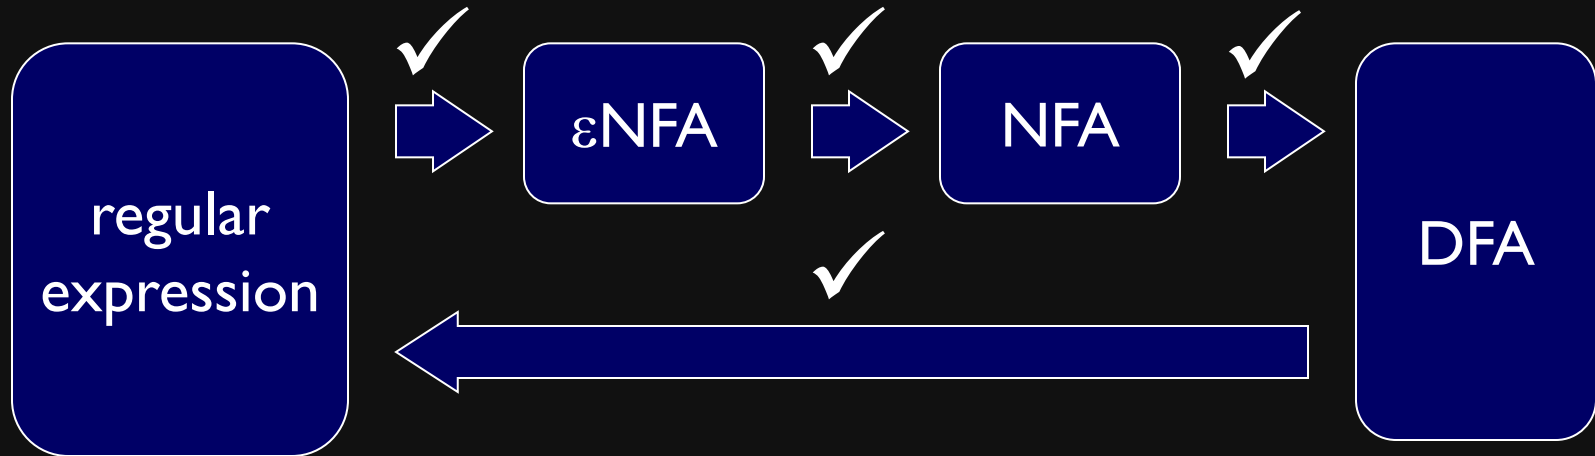 regular
expression
εNFA
NFA
DFA